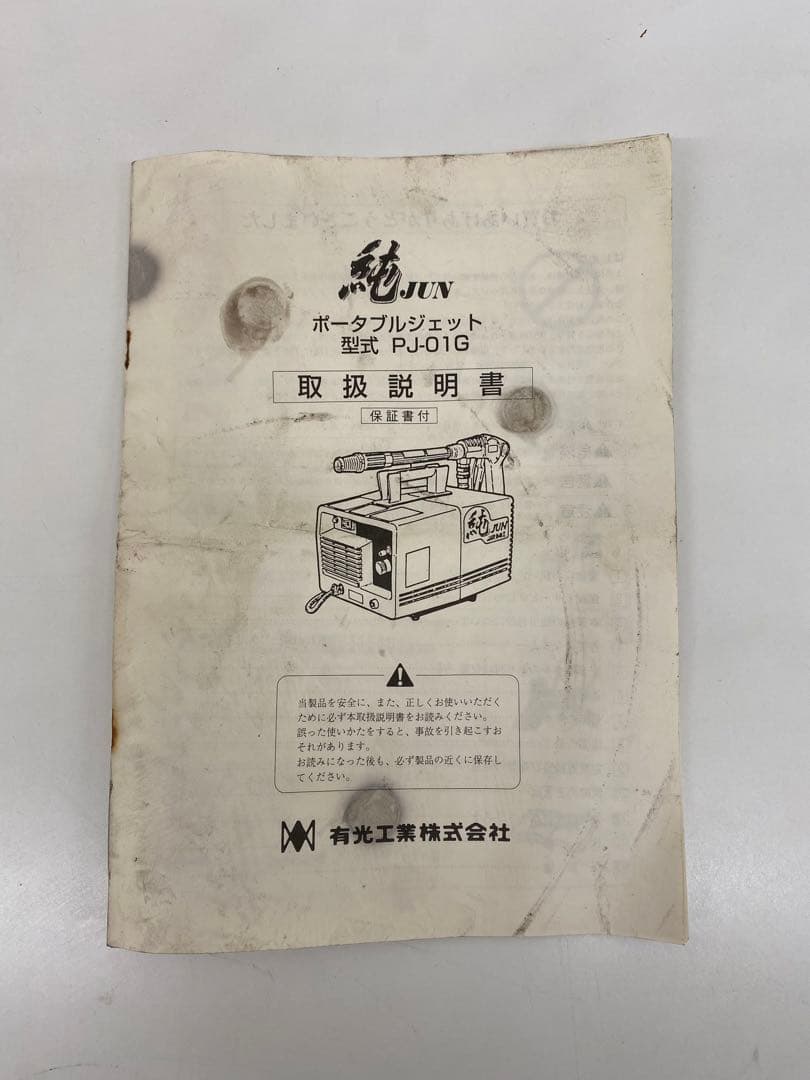 純 JUN
ポータブルジェット
型式 PJ-01G
取扱説明書
保証書付
純 JUN
当製品を安全に、また、正しくお使いいただく
ために必ず本取扱説明書をお読みください。
誤った使いかたをすると、事故を引き起こすお
それがあります。
お読みになった後も、必ず製品の近くに保存し
てください。
有光工業株式会社